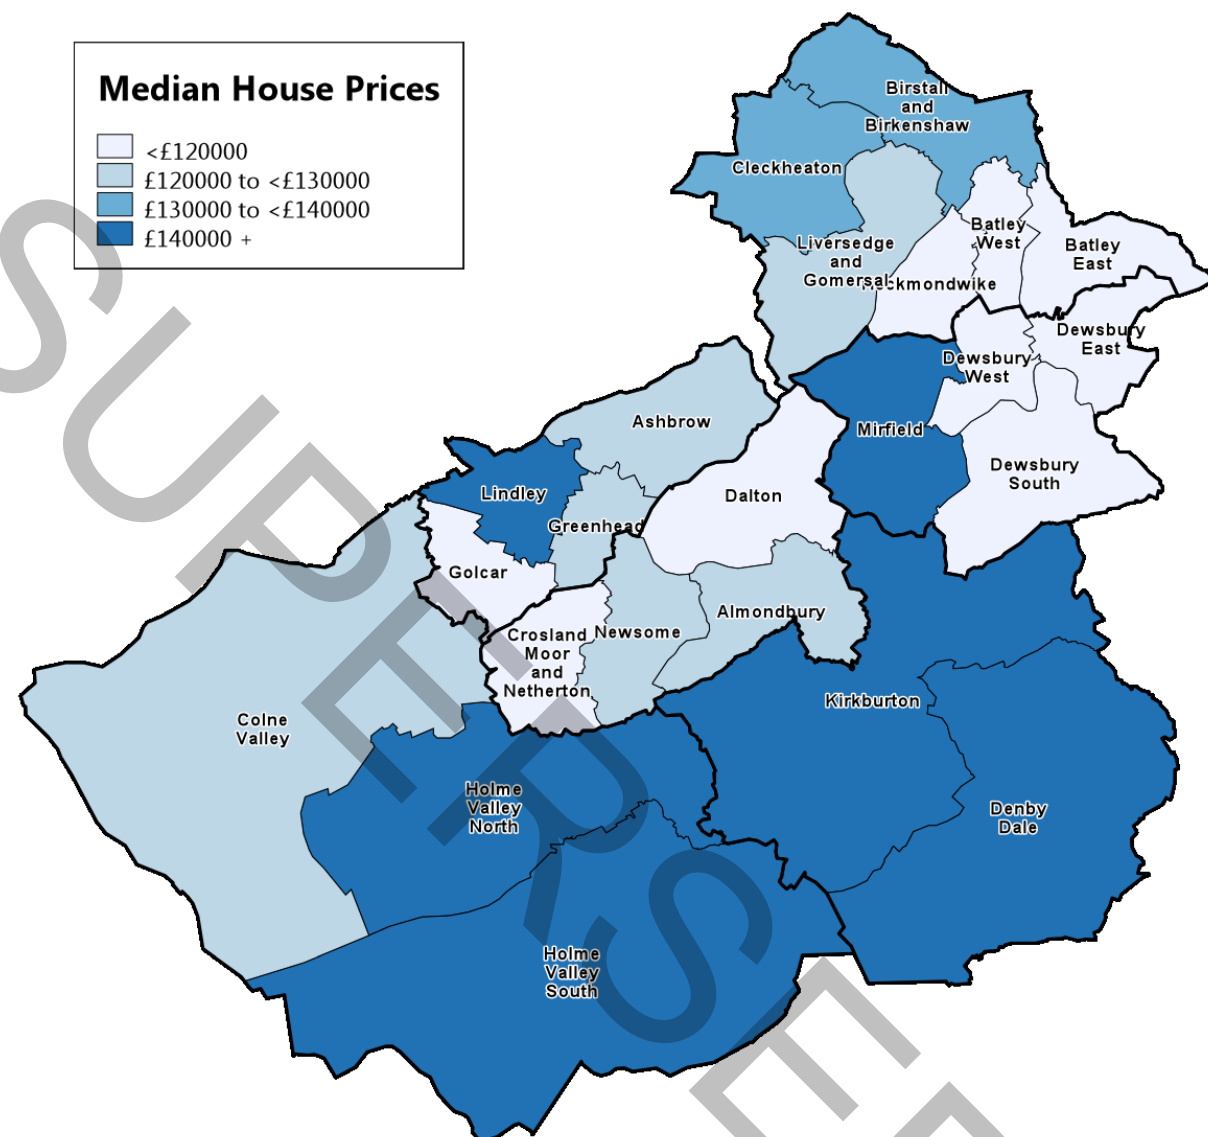 Median House Prices
<£120000
£120000 to <£130000
£130000 to <£140000
£140000 +
Birstall
and
Birkenshaw
Cleckheaton
Batley
West
Batley
East
Liversedge
and
Gomersal
Dewsbury
East
Dewsbury
West
Ashbrow
Mirfield
Dewsbury
South
Lindley
Dalton
Greenhead
Golcar
Almondbury
Crosland
Moor
and
Netherton
Newsome
Kirkburton
Colne
Valley
Holme
Valley
North
Denby
Dale
Holme
Valley
South